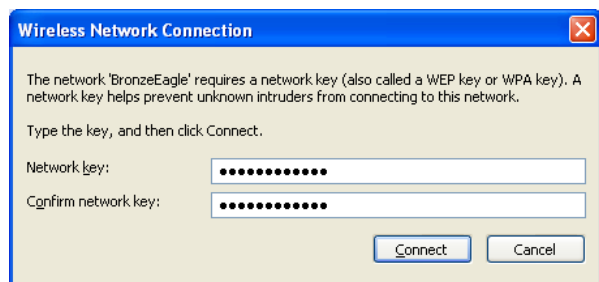 Wireless Network Connection
The network 'BronzeEagle' requires a network key (also called a WEP key or WPA key). A
network key helps prevent unknown intruders from connecting to this network.
Type the key, and then click Connect.
Network key: ●●●●●●●●●●●●
Confirm network key: ●●●●●●●●●●●●
Connect Cancel